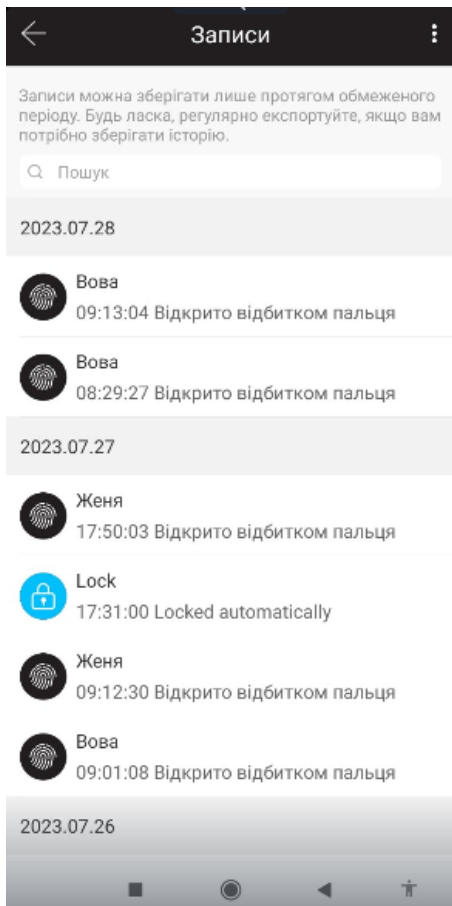 Записи
Записи можна зберігати лише протягом обмеженого
періоду. Будь ласка, регулярно експортуйте, якщо вам
потрібно зберігати історію.
Пошук
2023.07.28
Вова
09:13:04 Відкрито відбитком пальця
Вова
08:29:27 Відкрито відбитком пальця
2023.07.27
Женя
17:50:03 Відкрито відбитком пальця
Lock
17:31:00 Locked automatically
Женя
09:12:30 Відкрито відбитком пальця
Вова
09:01:08 Відкрито відбитком пальця
2023.07.26